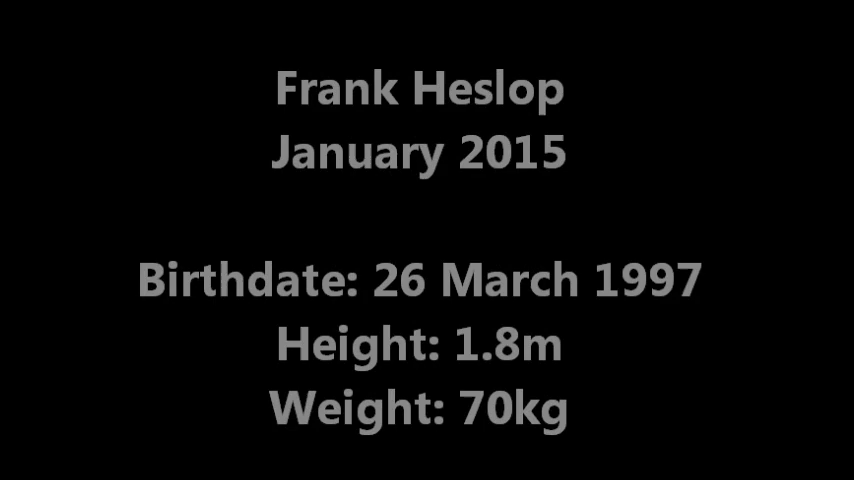 Frank Heslop
January 2015
Birthdate: 26 March 1997
Height: 1.8m
Weight: 70kg